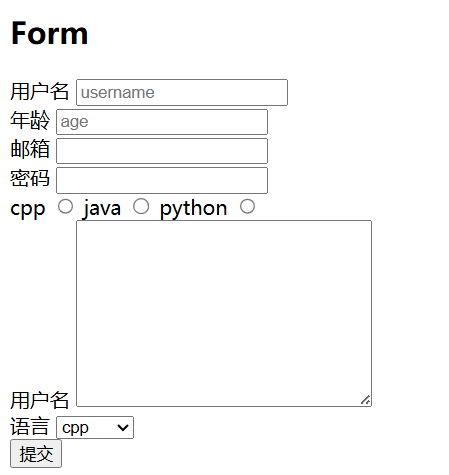 Form
用户名 username
年龄 age
邮箱
密码
cpp java python
用户名
语言 cpp
提交